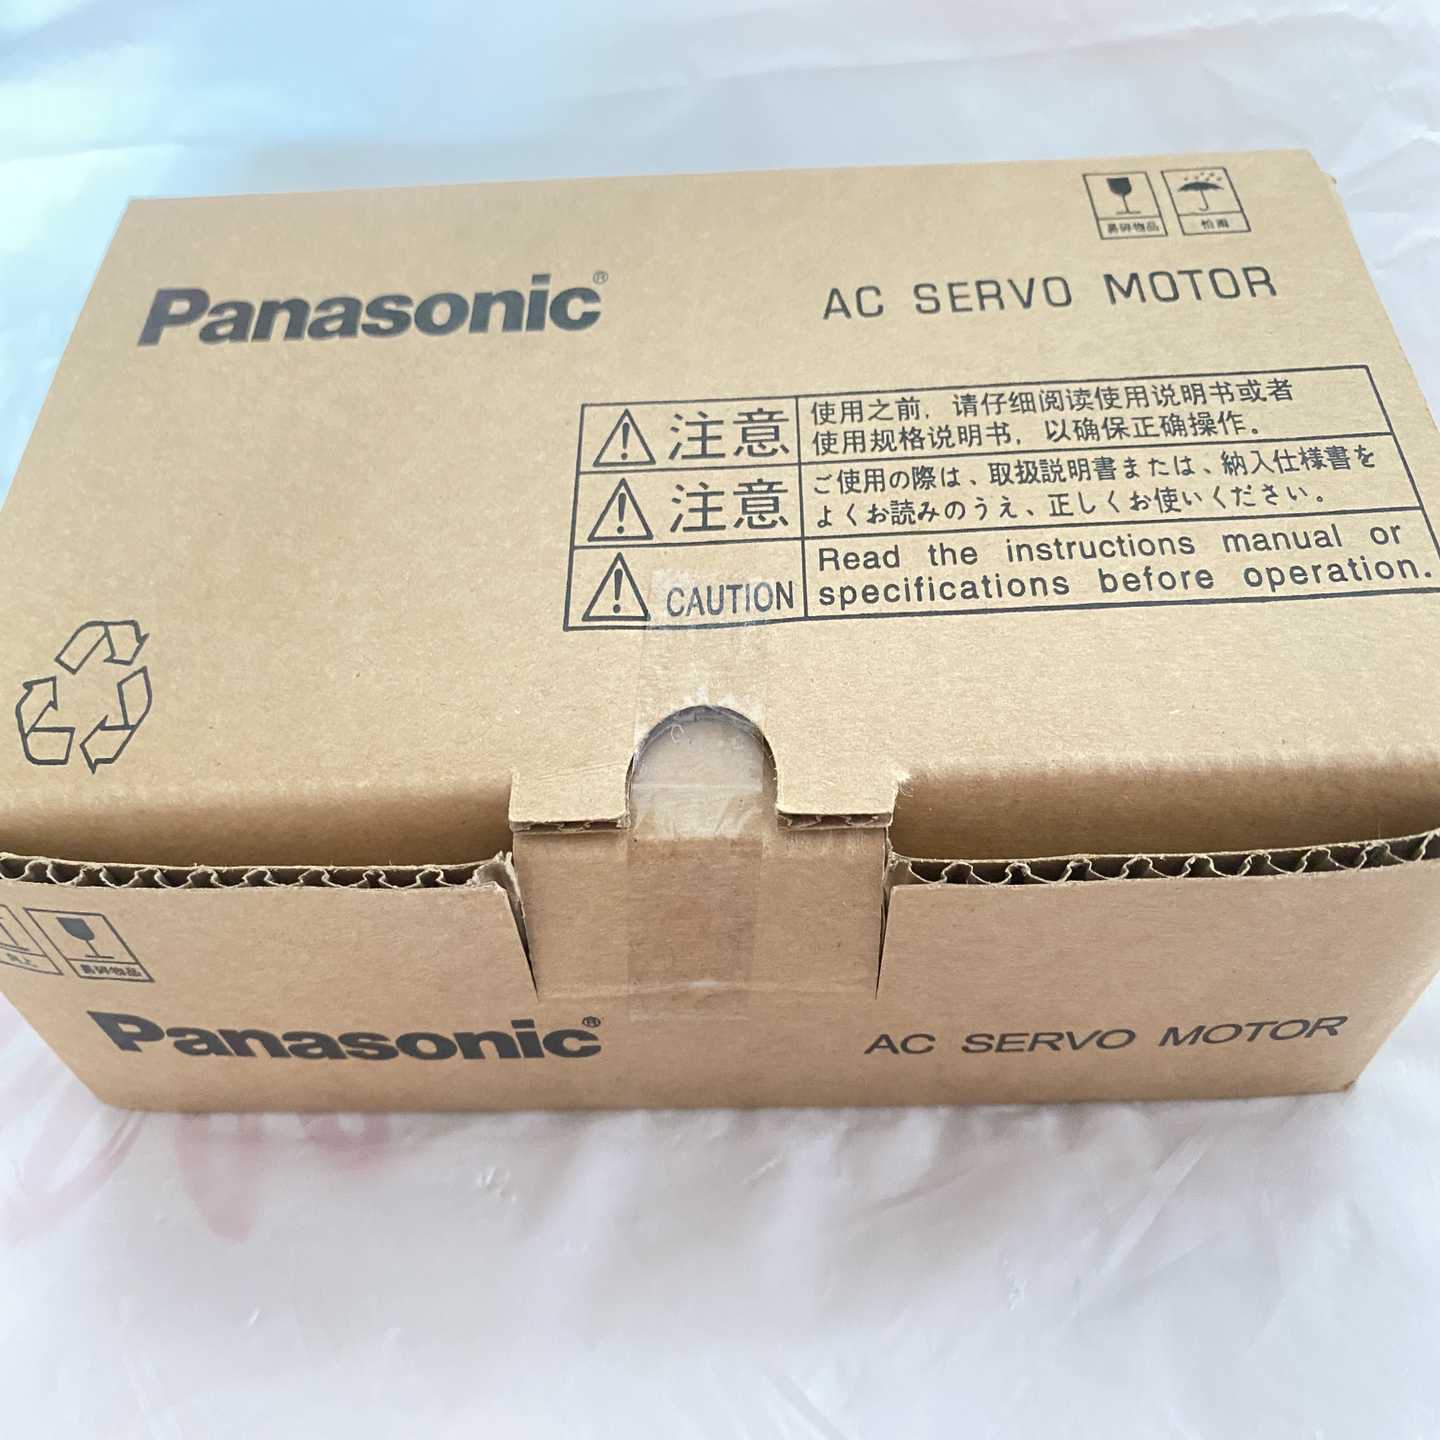 易碎物品
怕雨
Panasonic®
AC SERVO MOTOR
注意
使用之前，请仔细阅读使用说明书或者
使用规格说明书，以确保正确操作。
注意
ご使用の際は、取扱説明書または、納入仕様書を
よくお読みのうえ、正しくお使いください。
CAUTION
Read the instructions manual or
specifications before operation.
向上
易碎物品
Panasonic®
AC SERVO MOTOR